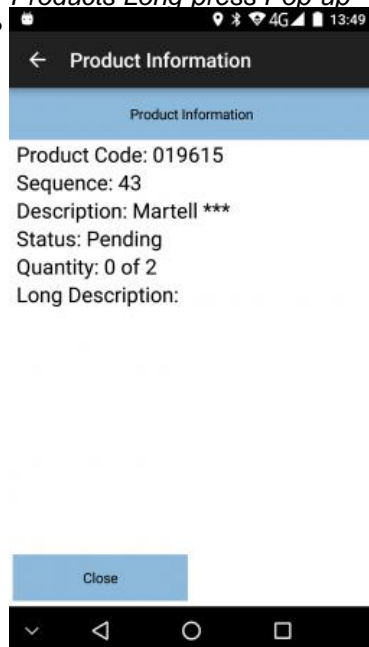 Products Long-press Pop-up
4G 13:49
Product Information
Product Information
Product Code: 019615
Sequence: 43
Description: Martell ***
Status: Pending
Quantity: 0 of 2
Long Description:
Close